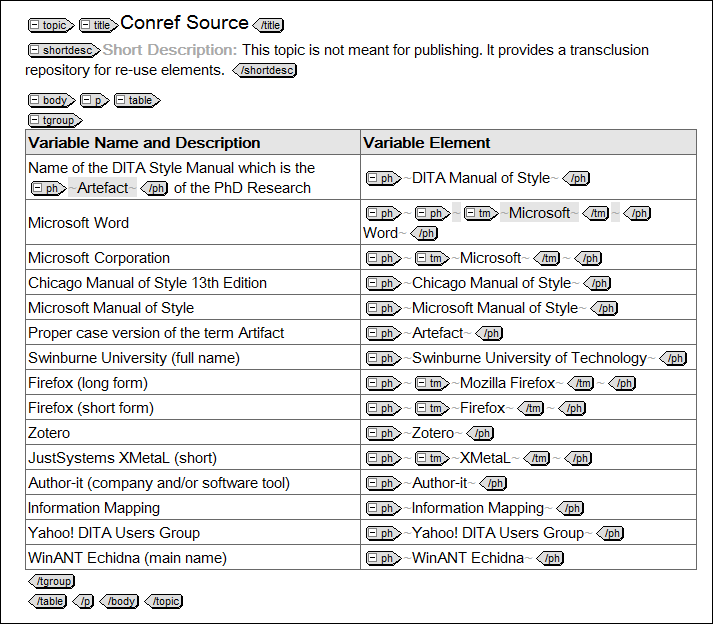 topic title Conref Source /title
shortdesc Short Description: This topic is not meant for publishing. It provides a transclusion
repository for re-use elements. /shortdesc
body p table
tgroup
Variable Name and Description Variable Element
Name of the DITA Style Manual which is the
ph ~Artefact~ /ph of the PhD Research ph ~DITA Manual of Style~ /ph
Microsoft Word ph ~ ph ~ tm ~Microsoft~ /tm ~ /ph
Word~ /ph
Microsoft Corporation ph ~ tm ~Microsoft~ /tm ~ /ph
Chicago Manual of Style 13th Edition ph ~Chicago Manual of Style~ /ph
Microsoft Manual of Style ph ~Microsoft Manual of Style~ /ph
Proper case version of the term Artifact ph ~Artefact~ /ph
Swinburne University (full name) ph ~Swinburne University of Technology~ /ph
Firefox (long form) ph ~ tm ~Mozilla Firefox~ /tm ~ /ph
Firefox (short form) ph ~ tm ~Firefox~ /tm ~ /ph
Zotero ph ~Zotero~ /ph
JustSystems XMetaL (short) ph ~ tm ~XMetaL~ /tm ~ /ph
Author-it (company and/or software tool) ph ~Author-it~ /ph
Information Mapping ph ~Information Mapping~ /ph
Yahoo! DITA Users Group ph ~Yahoo! DITA Users Group~ /ph
WinANT Echidna (main name) ph ~WinANT Echidna~ /ph
/tgroup
/table /p /body /topic